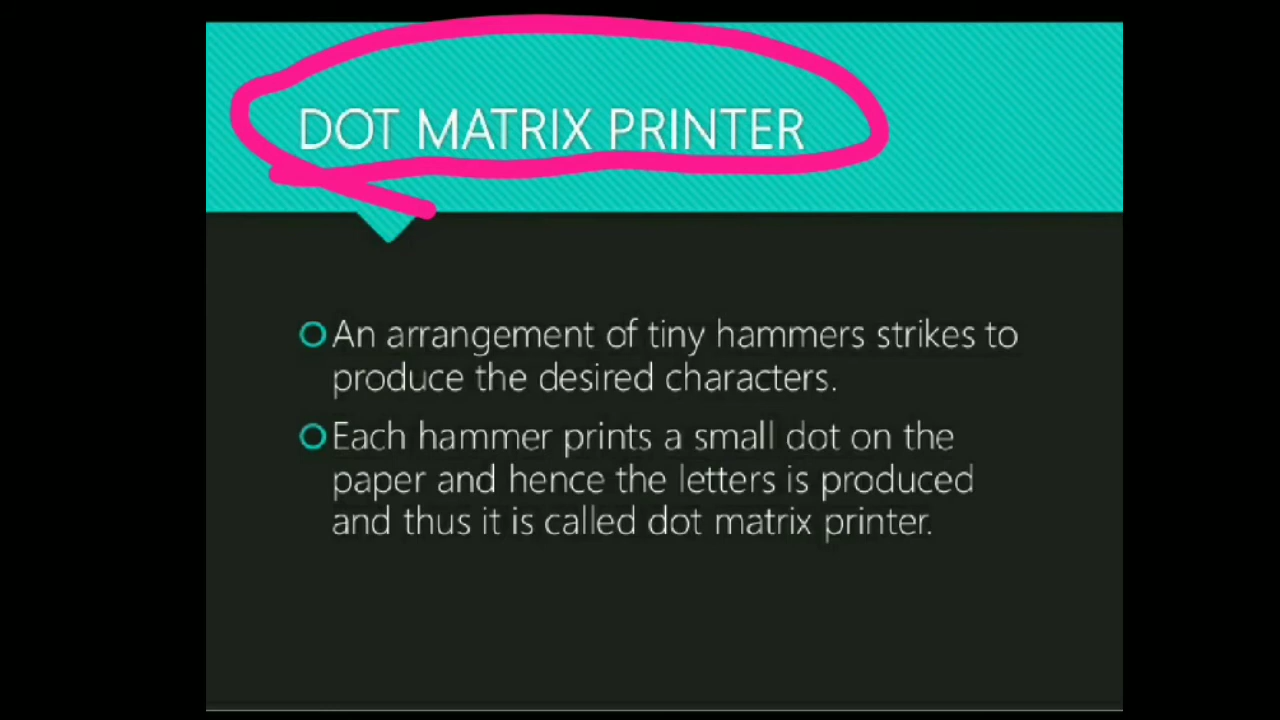 DOT MATRIX PRINTER
An arrangement of tiny hammers strikes to
produce the desired characters.
Each hammer prints a small dot on the
paper and hence the letters is produced
and thus it is called dot matrix printer.